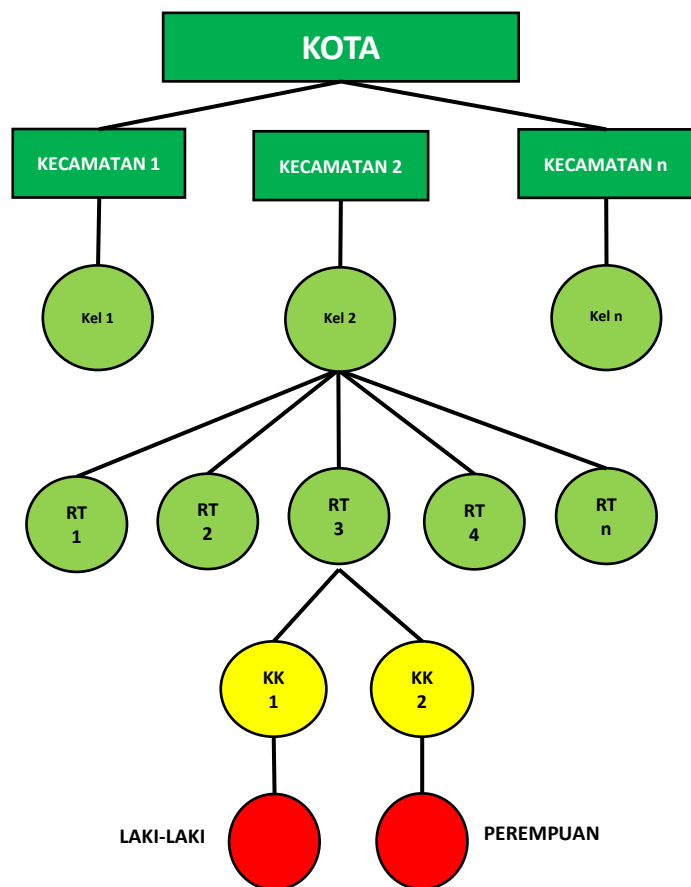 KOTA
KECAMATAN 1
KECAMATAN 2
KECAMATAN n
Kel 1
Kel 2
Kel n
RT
1
RT
2
RT
3
RT
4
RT
n
KK
1
KK
2
LAKI-LAKI
PEREMPUAN